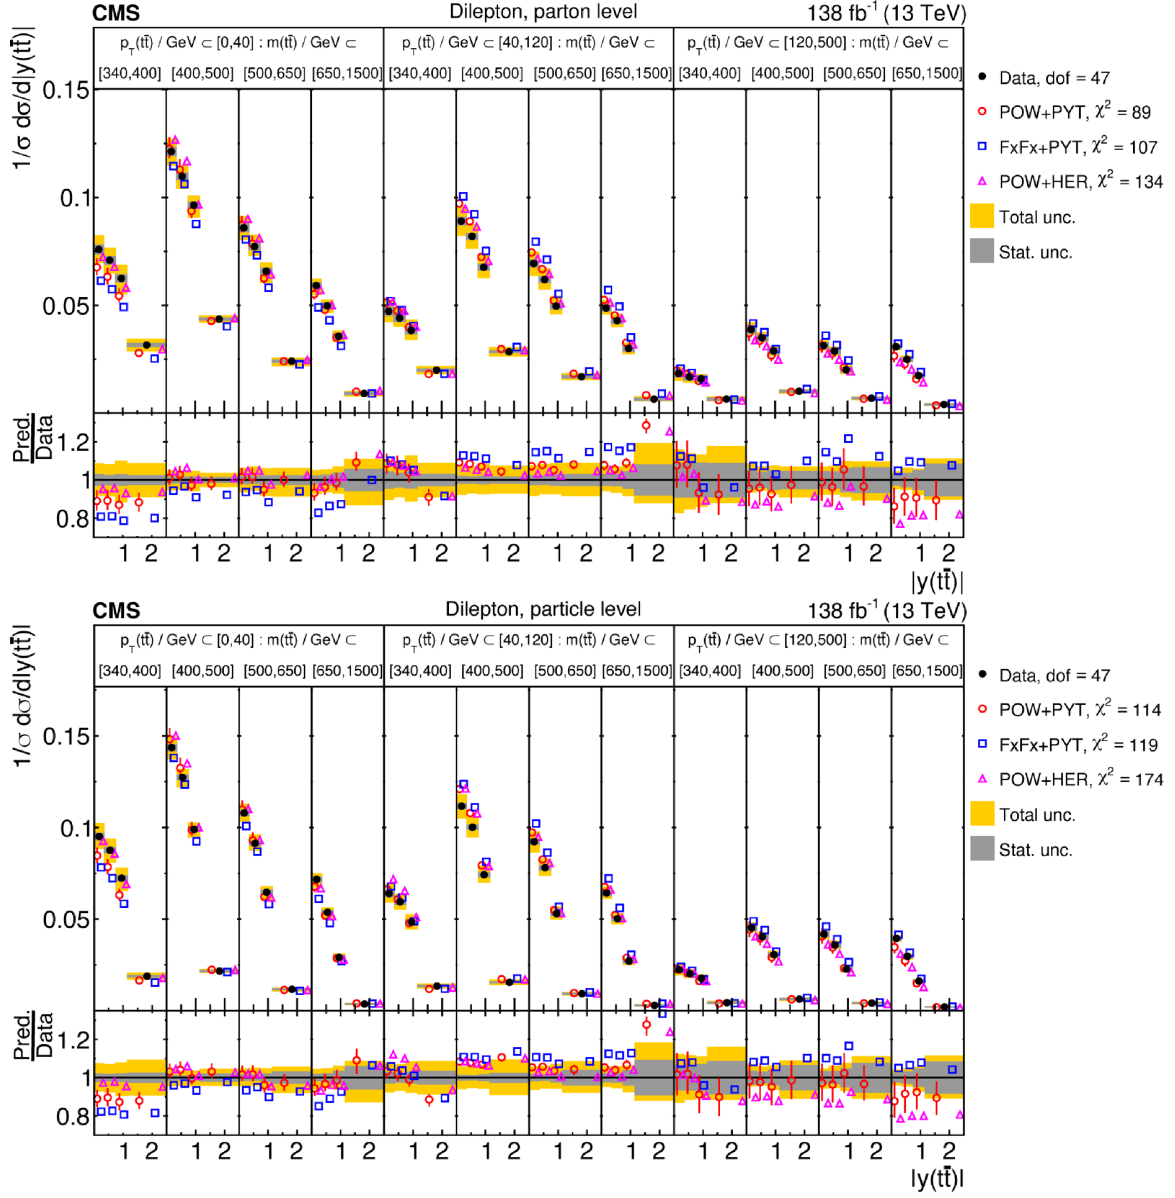 CMS Dilepton, parton level 138 fb⁻¹ (13 TeV)
p_T(tt̄) / GeV ⊂ [0,40] : m(tt̄) / GeV ⊂ p_T(tt̄) / GeV ⊂ [40,120] : m(tt̄) / GeV ⊂ p_T(tt̄) / GeV ⊂ [120,500] : m(tt̄) / GeV ⊂
[340,400] [400,500] [500,650] [650,1500] [340,400] [400,500] [500,650] [650,1500] [340,400] [400,500] [500,650] [650,1500]
1/σ dσ/d|y(tt̄)|
0.15
0.1
0.05
Data, dof = 47
POW+PYT, χ² = 89
FxFx+PYT, χ² = 107
POW+HER, χ² = 134
Total unc.
Stat. unc.
Pred.
Data
1.2
1
0.8
1 2 1 2 1 2 1 2 1 2 1 2 1 2 1 2 1 2 1 2 1 2 1 2
|y(tt̄)|
CMS Dilepton, particle level 138 fb⁻¹ (13 TeV)
p_T(tt̄) / GeV ⊂ [0,40] : m(tt̄) / GeV ⊂ p_T(tt̄) / GeV ⊂ [40,120] : m(tt̄) / GeV ⊂ p_T(tt̄) / GeV ⊂ [120,500] : m(tt̄) / GeV ⊂
[340,400] [400,500] [500,650] [650,1500] [340,400] [400,500] [500,650] [650,1500] [340,400] [400,500] [500,650] [650,1500]
1/σ dσ/d|y(tt̄)|
0.15
0.1
0.05
Data, dof = 47
POW+PYT, χ² = 114
FxFx+PYT, χ² = 119
POW+HER, χ² = 174
Total unc.
Stat. unc.
Pred.
Data
1.2
1
0.8
1 2 1 2 1 2 1 2 1 2 1 2 1 2 1 2 1 2 1 2 1 2 1 2
|y(tt̄)|